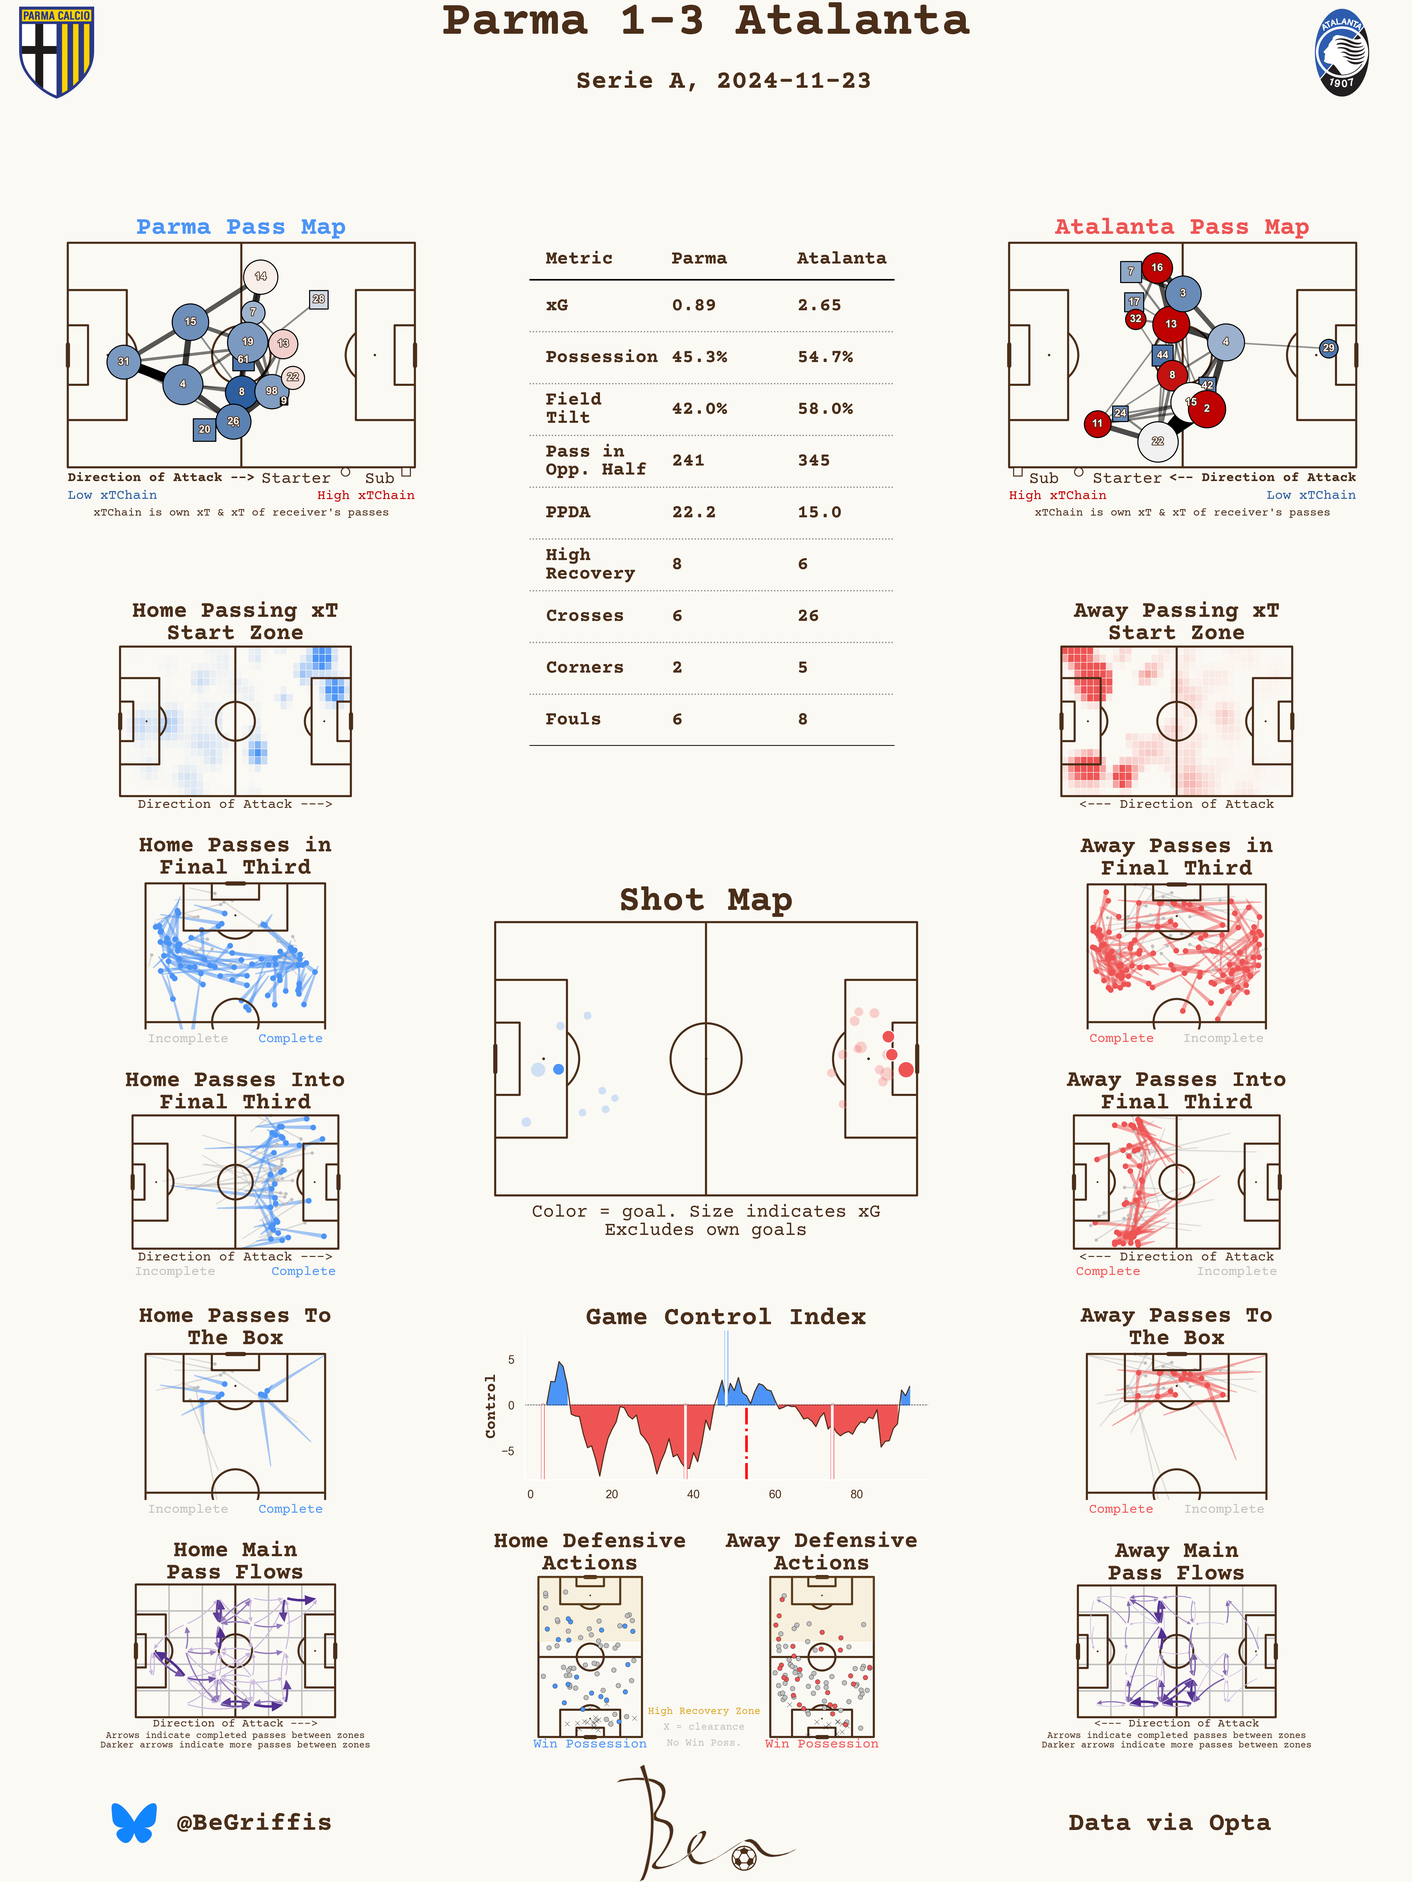 Parma 1-3 Atalanta
Serie A, 2024-11-23
PARMA CALCIO
ATALANTA
1907
Parma Pass Map
14
28
7
15
19
13
31
61
22
4
8
98
9
26
20
Direction of Attack --> Starter Sub
Low xTChain High xTChain
xTChain is own xT & xT of receiver's passes
Metric Parma Atalanta
xG 0.89 2.65
Possession 45.3% 54.7%
Field
Tilt 42.0% 58.0%
Pass in
Opp. Half 241 345
PPDA 22.2 15.0
High
Recovery 8 6
Crosses 6 26
Corners 2 5
Fouls 6 8
Atalanta Pass Map
7
16
3
17
32
13
4
29
44
8
42
15
2
24
11
22
Sub Starter <-- Direction of Attack
High xTChain Low xTChain
xTChain is own xT & xT of receiver's passes
Home Passing xT
Start Zone
Direction of Attack --->
Away Passing xT
Start Zone
<--- Direction of Attack
Home Passes in
Final Third
Incomplete Complete
Away Passes in
Final Third
Complete Incomplete
Shot Map
Color = goal. Size indicates xG
Excludes own goals
Home Passes Into
Final Third
Direction of Attack --->
Incomplete Complete
Away Passes Into
Final Third
<--- Direction of Attack
Complete Incomplete
Home Passes To
The Box
Incomplete Complete
Game Control Index
Control
5
0
−5
0 20 40 60 80
Away Passes To
The Box
Complete Incomplete
Home Main
Pass Flows
Direction of Attack --->
Arrows indicate completed passes between zones
Darker arrows indicate more passes between zones
Home Defensive
Actions
Win Possession
Away Defensive
Actions
Win Possession
High Recovery Zone
X = clearance
No Win Poss.
Away Main
Pass Flows
<--- Direction of Attack
Arrows indicate completed passes between zones
Darker arrows indicate more passes between zones
@BeGriffis
Ben
Data via Opta